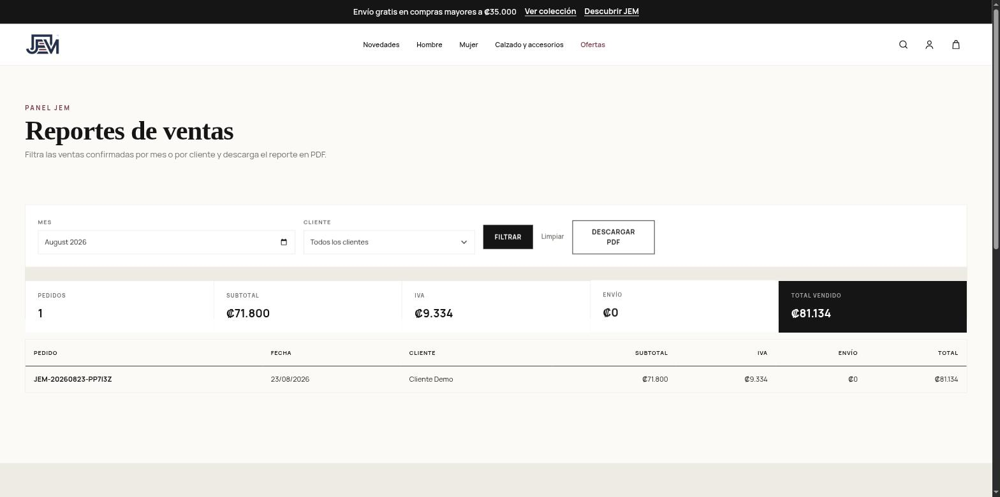 Envío gratis en compras mayores a ₡35.000 Ver colección Descubrir JEM
JEM Novedades Hombre Mujer Calzado y accesorios Ofertas
PANEL JEM
Reportes de ventas
Filtra las ventas confirmadas por mes o por cliente y descarga el reporte en PDF.
MES CLIENTE
August 2026 Todos los clientes FILTRAR Limpiar DESCARGAR
PDF
PEDIDOS SUBTOTAL IVA ENVÍO TOTAL VENDIDO
1 ₡71.800 ₡9.334 ₡0 ₡81.134
PEDIDO FECHA CLIENTE SUBTOTAL IVA ENVÍO TOTAL
JEM-20260823-PP7I3Z 23/08/2026 Cliente Demo ₡71.800 ₡9.334 ₡0 ₡81.134